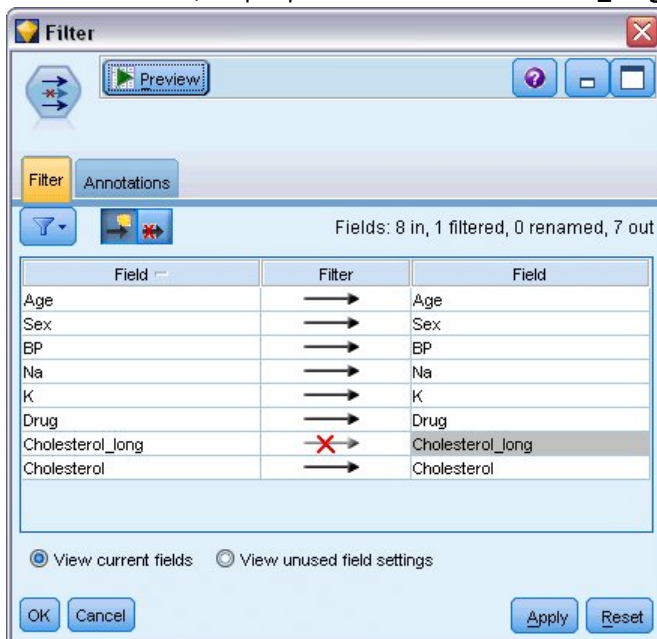 Filter
Preview
Filter Annotations
Fields: 8 in, 1 filtered, 0 renamed, 7 out
Field Filter Field
Age Age
Sex Sex
BP BP
Na Na
K K
Drug Drug
Cholesterol_long Cholesterol_long
Cholesterol Cholesterol
View current fields View unused field settings
OK Cancel Apply Reset